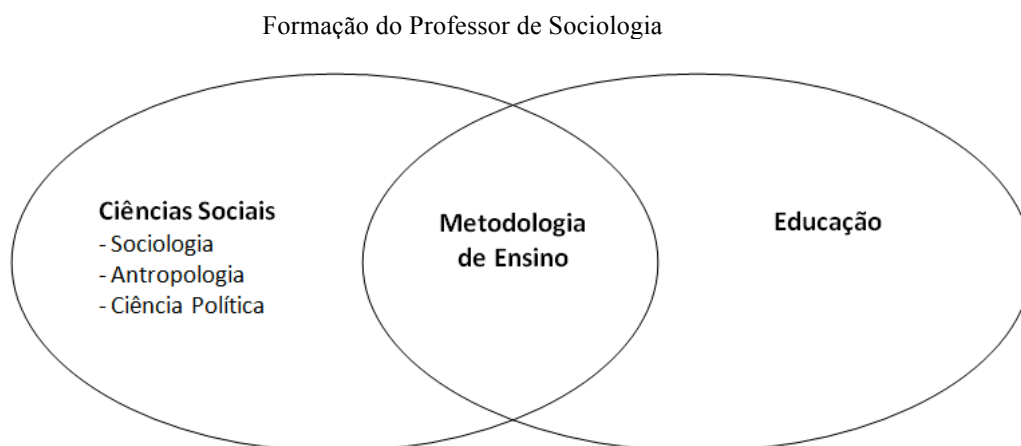 Formação do Professor de Sociologia
Ciências Sociais
- Sociologia
- Antropologia
- Ciência Política
Metodologia
de Ensino
Educação